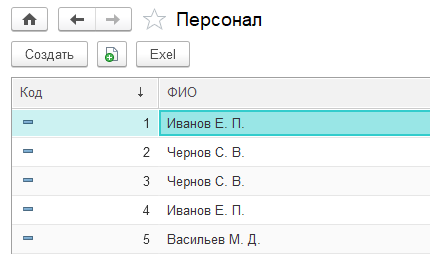 Персонал
Создать Exel
Код ↓ ФИО
1 Иванов Е. П.
2 Чернов С. В.
3 Чернов С. В.
4 Иванов Е. П.
5 Васильев М. Д.